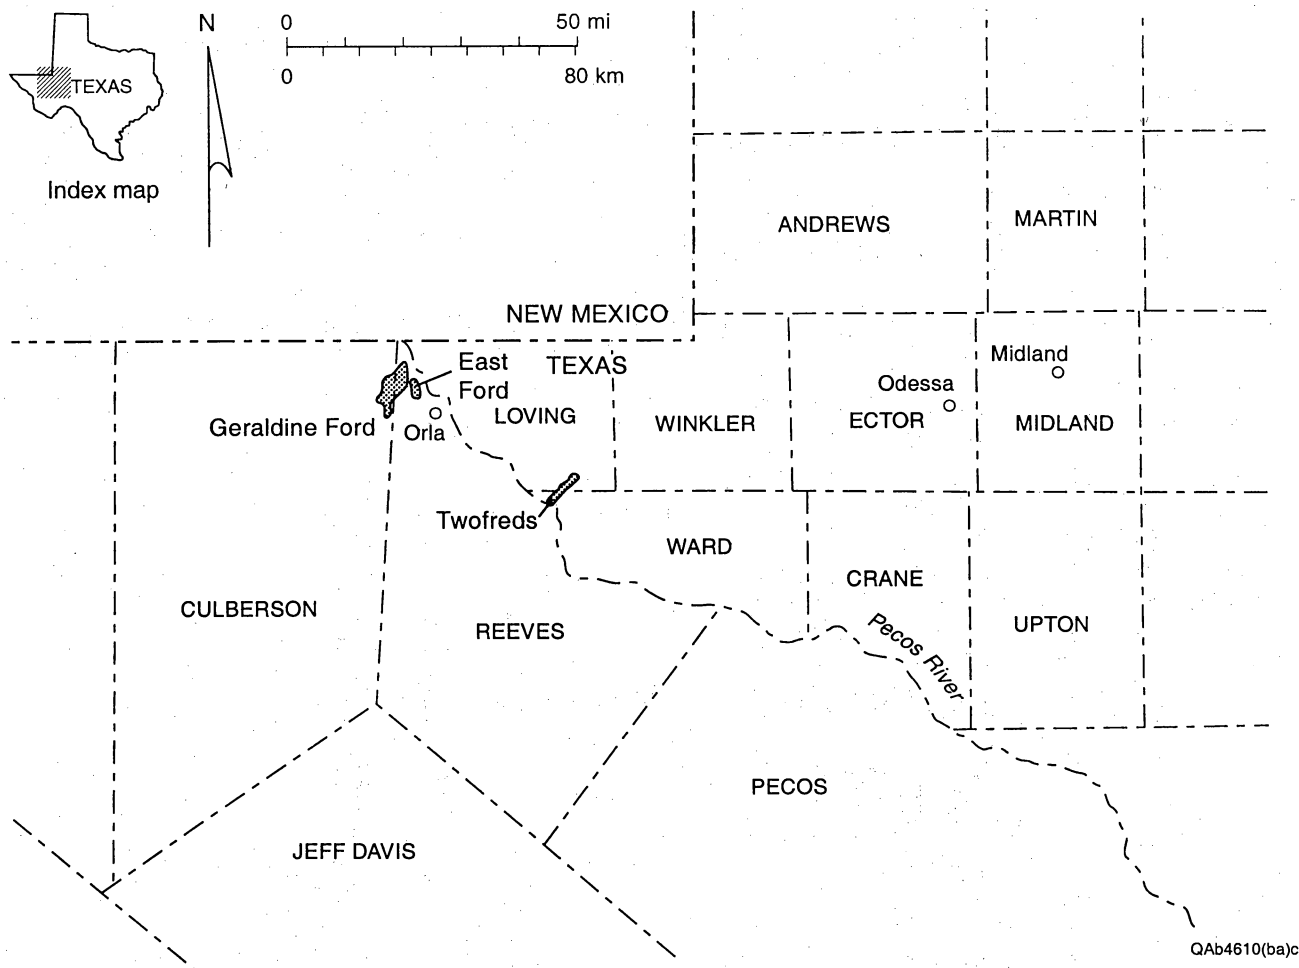 N
0
50 mi
0
80 km
TEXAS
Index map
ANDREWS
MARTIN
NEW MEXICO
TEXAS
East
Ford
Midland
Odessa
Geraldine Ford
Orla
LOVING
WINKLER
ECTOR
MIDLAND
Twofreds
WARD
CRANE
CULBERSON
REEVES
Pecos River
UPTON
PECOS
JEFF DAVIS
QAb4610(ba)c